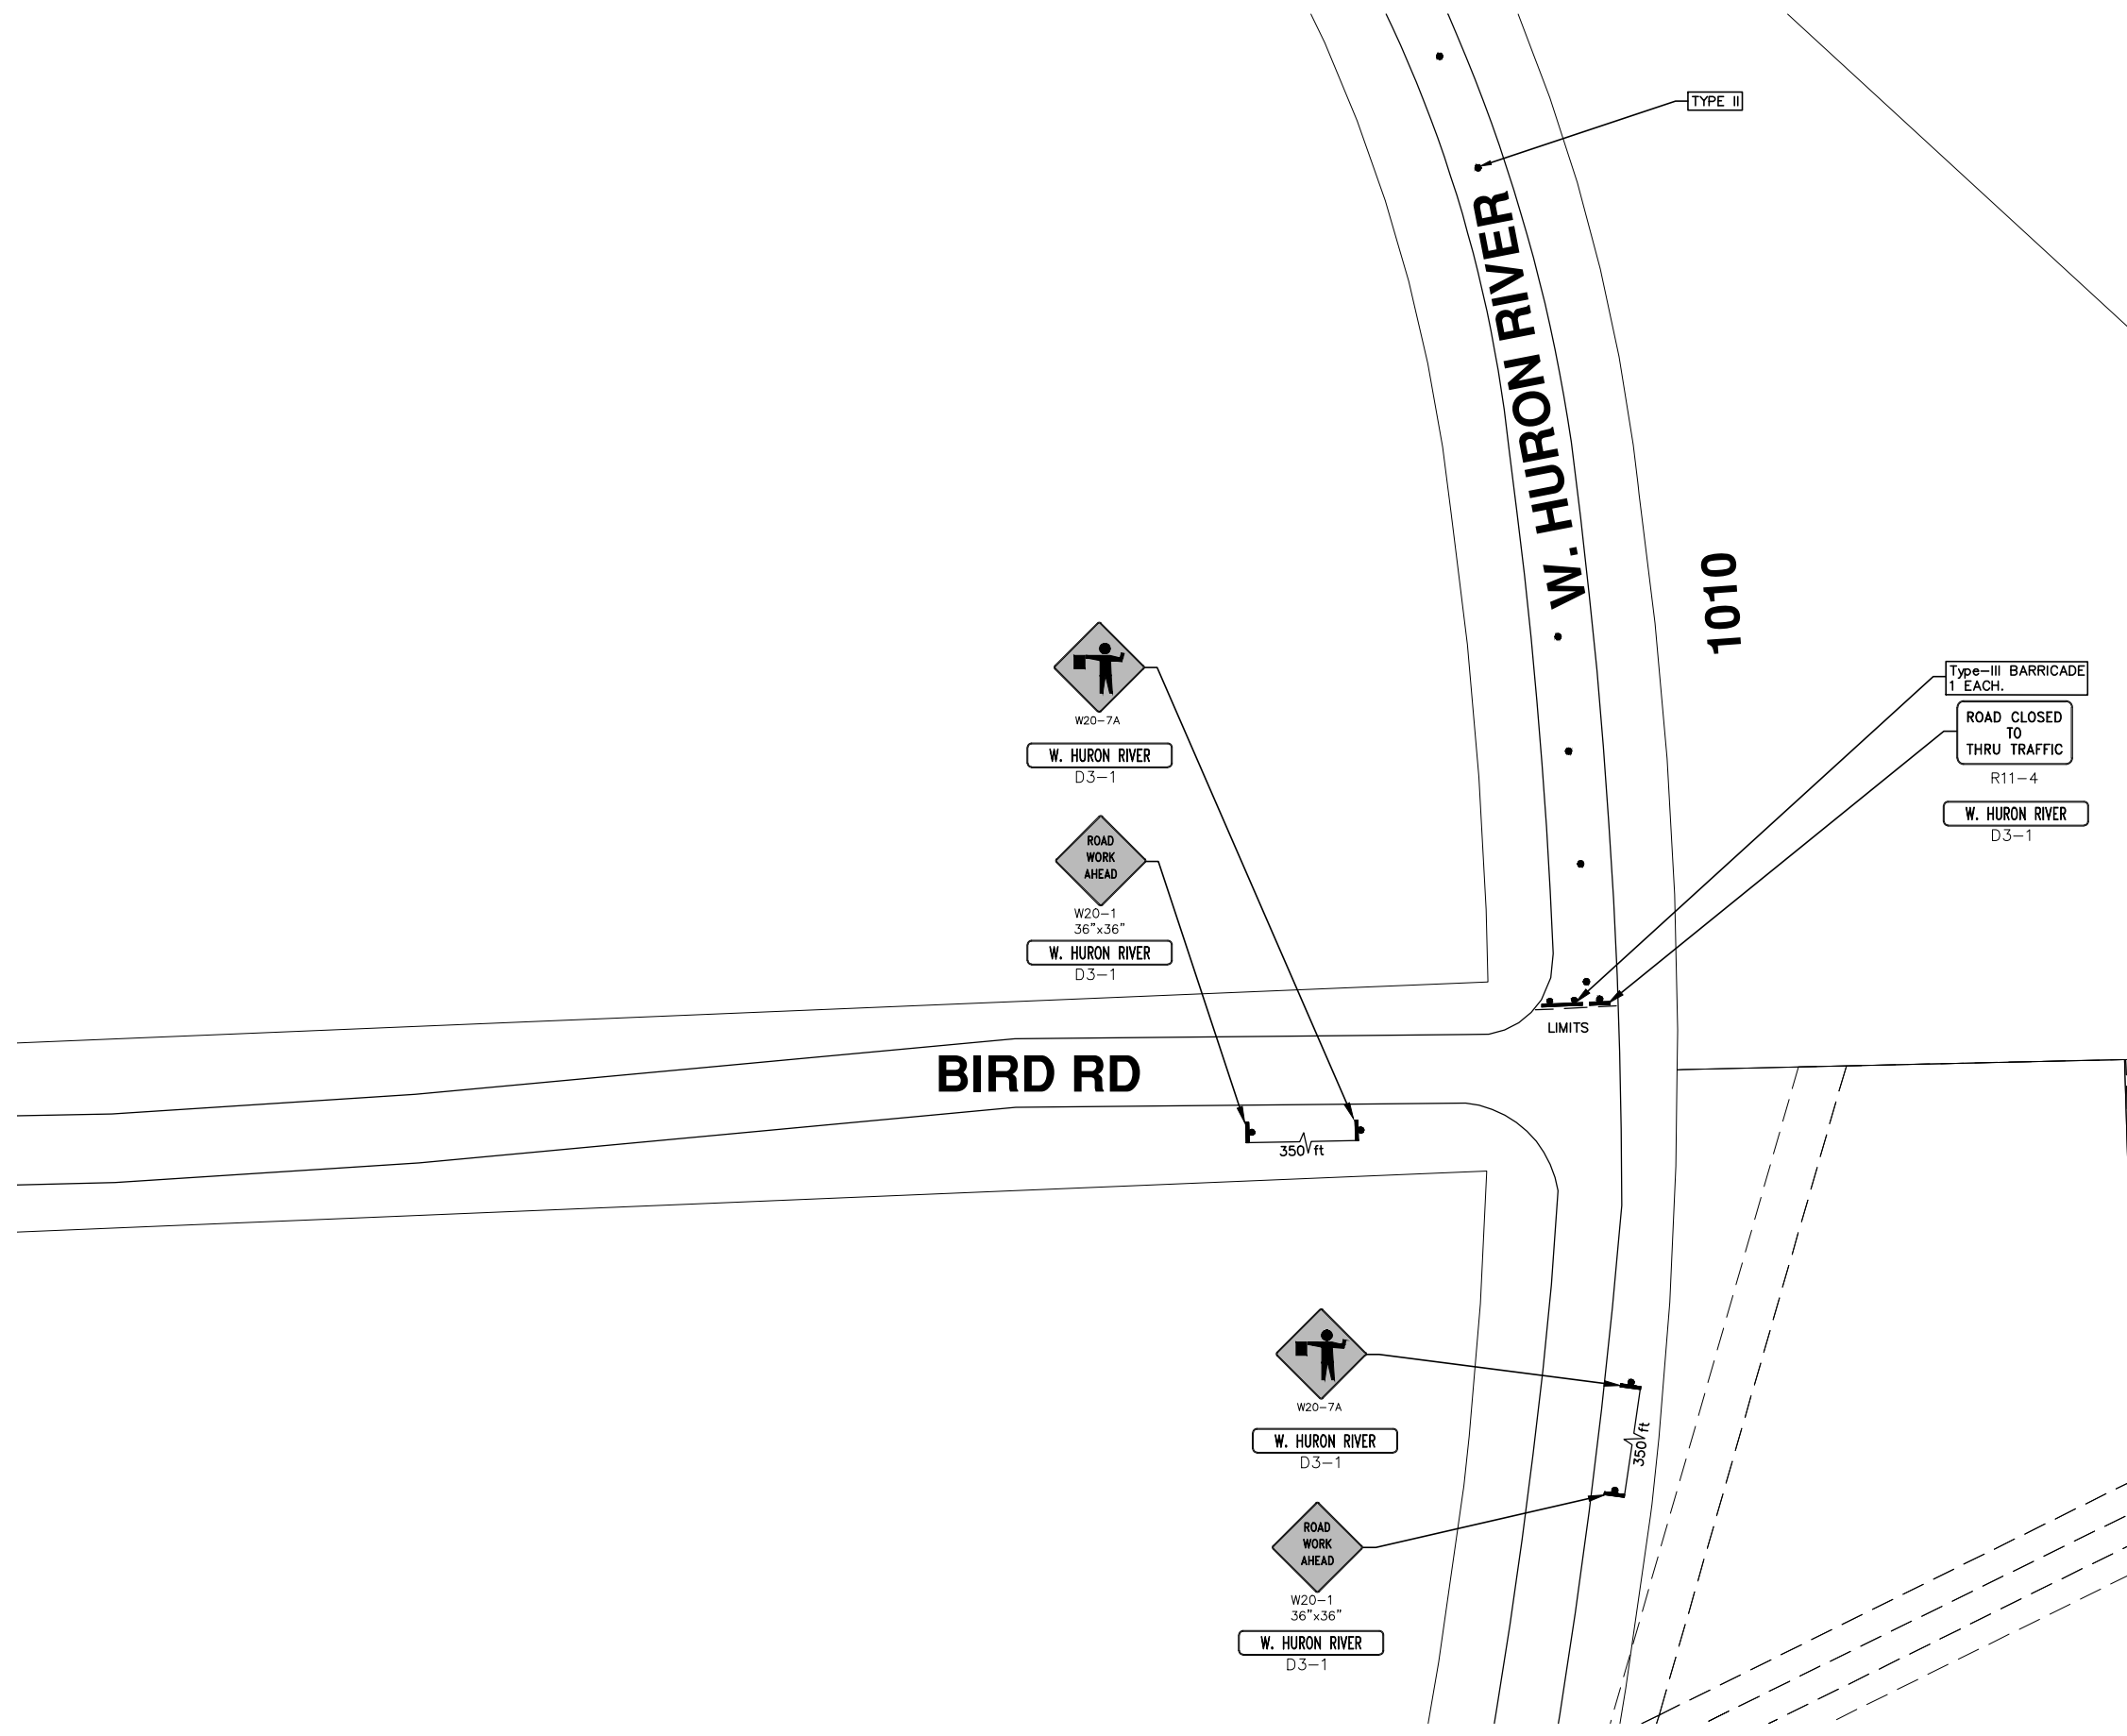 TYPE II
W. HURON RIVER
1010
W20-7A
W. HURON RIVER
D3-1
ROAD
WORK
AHEAD
W20-1
36"x36"
W. HURON RIVER
D3-1
Type-III BARRICADE
1 EACH.
ROAD CLOSED
TO
THRU TRAFFIC
R11-4
W. HURON RIVER
D3-1
LIMITS
BIRD RD
350 ft
W20-7A
W. HURON RIVER
D3-1
350 ft
ROAD
WORK
AHEAD
W20-1
36"x36"
W. HURON RIVER
D3-1